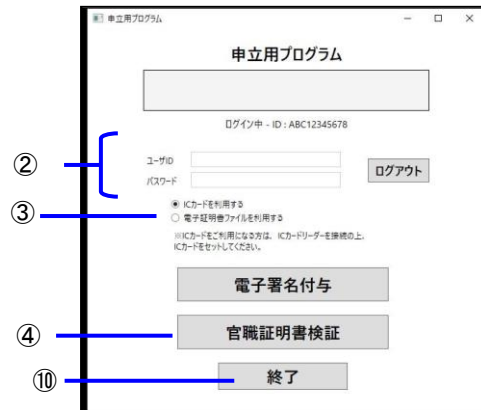 申立用プログラム
申立用プログラム
ログイン中 - ID : ABC12345678
②
ユーザID
パスワード
ログアウト
③
ICカードを利用する
電子証明書ファイルを利用する
※ICカードをご利用になる方は、ICカードリーダーを接続の上、
ICカードをセットしてください。
電子署名付与
④
官職証明書検証
⑩
終了